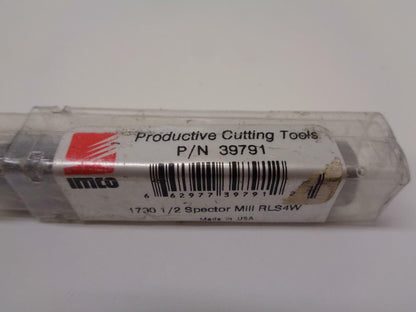 Productive Cutting Tools
P/N 39791
IMCO
6 62977 39791 2
1730 1/2 Spector Mill RLS4W
Made in USA